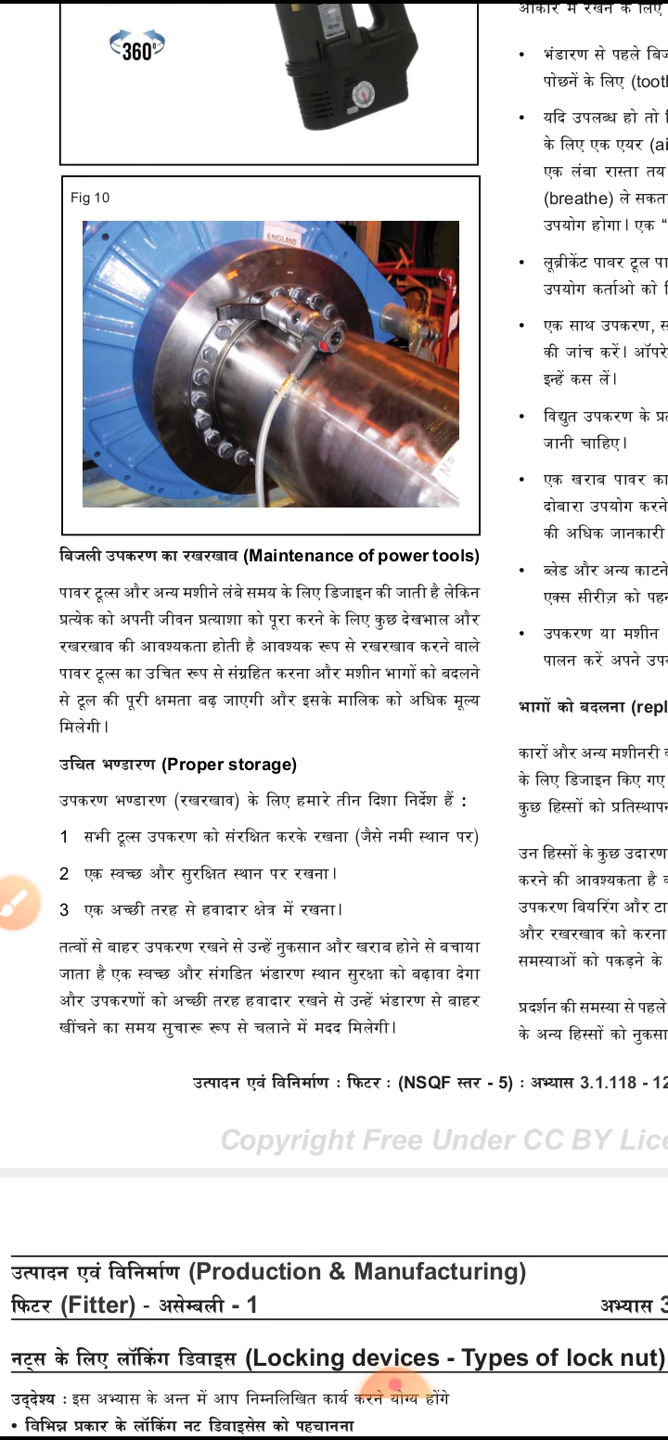 360°
Fig 10
ENGLAND
बिजली उपकरण का रखरखाव (Maintenance of power tools)
पावर टूल्स और अन्य मशीने लंबे समय के लिए डिजाइन की जाती है लेकिन
प्रत्येक को अपनी जीवन प्रत्याशा को पूरा करने के लिए कुछ देखभाल और
रखरखाव की आवश्यकता होती है आवश्यक रूप से रखरखाव करने वाले
पावर टूल्स का उचित रूप से संग्रहित करना और मशीन भागों को बदलने
से टूल की पूरी क्षमता बढ़ जाएगी और इसके मालिक को अधिक मूल्य
मिलेगी।
उचित भण्डारण (Proper storage)
उपकरण भण्डारण (रखरखाव) के लिए हमारे तीन दिशा निर्देश हैं :
1 सभी टूल्स उपकरण को संरक्षित करके रखना (जैसे नमी स्थान पर)
2 एक स्वच्छ और सुरक्षित स्थान पर रखना।
3 एक अच्छी तरह से हवादार क्षेत्र में रखना।
तत्वों से बाहर उपकरण रखने से उन्हें नुकसान और खराब होने से बचाया
जाता है एक स्वच्छ और संगडित भंडारण स्थान सुरक्षा को बढ़ावा देगा
और उपकरणों को अच्छी तरह हवादार रखने से उन्हें भंडारण से बाहर
खींचने का समय सुचारू रूप से चलाने में मदद मिलेगी।
आकार में रखने के लिए
• भंडारण से पहले
पोछनें के लिए
• यदि उपलब्ध हो तो
के लिए एक एयर
एक लंबा रास्ता तय
(breathe) ले
उपयोग होगा। एक "
• लूब्रीकेंट पावर टूल
उपयोग कर्ताओ को
• एक साथ उपकरण,
की जांच करें।
इन्हें कस लें।
• विद्युत उपकरण के
जानी चाहिए।
• एक खराब पावर का
दोबारा उपयोग करने
की अधिक जानकारी
• ब्लेड और अन्य काटने
एक्स सीरीज़ को
• उपकरण या मशीन
पालन करें अपने
भागों को बदलना
कारों और अन्य मशीनरी
के लिए डिजाइन किए गए
कुछ हिस्सों को
उन हिस्सों के कुछ उदारण
करने की आवश्यकता है
उपकरण बियरिंग और
और रखरखाव को करना
समस्याओं को पकड़ने के
प्रदर्शन की समस्या से पहले
के अन्य हिस्सों को
उत्पादन एवं विनिर्माण : फिटर : (NSQF स्तर - 5) : अभ्यास 3.1.118 - 12
Copyright Free Under CC BY
उत्पादन एवं विनिर्माण (Production & Manufacturing)
फिटर (Fitter) - असेम्बली - 1 अभ्यास 3
नट्स के लिए लॉकिंग डिवाइस (Locking devices - Types of lock nut)
उद्देश्य : इस अभ्यास के अन्त में आप निम्नलिखित कार्य करने योग्य होंगे
• विभिन्न प्रकार के लॉकिंग नट डिवाइसेस को पहचानना